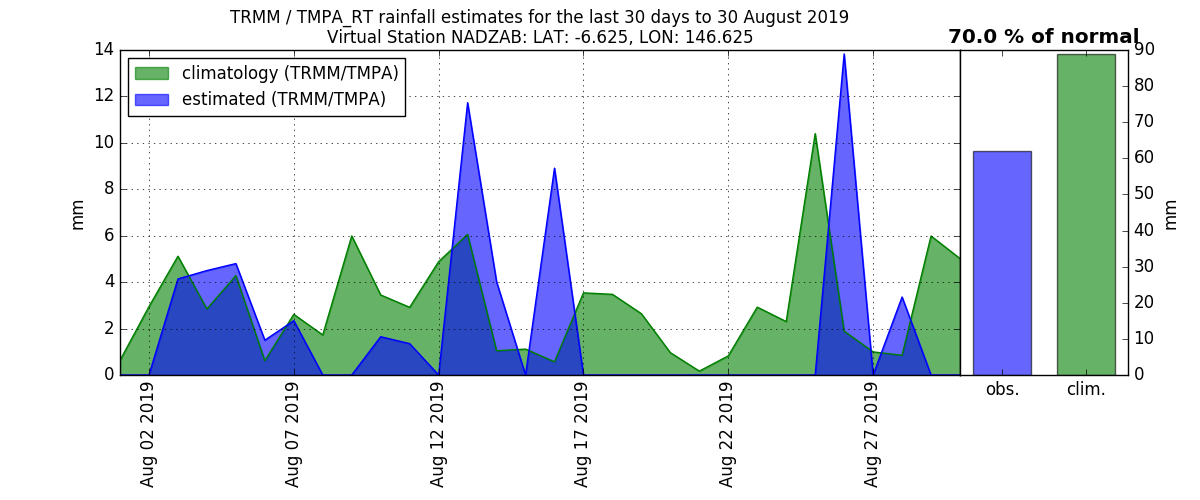 TRMM / TMPA_RT rainfall estimates for the last 30 days to 30 August 2019
Virtual Station NADZAB: LAT: -6.625, LON: 146.625
70.0 % of normal
climatology (TRMM/TMPA)
estimated (TRMM/TMPA)
14
12
10
8
6
4
2
0
mm
Aug 02 2019
Aug 07 2019
Aug 12 2019
Aug 17 2019
Aug 22 2019
Aug 27 2019
obs.
clim.
90
80
70
60
50
40
30
20
10
0
mm